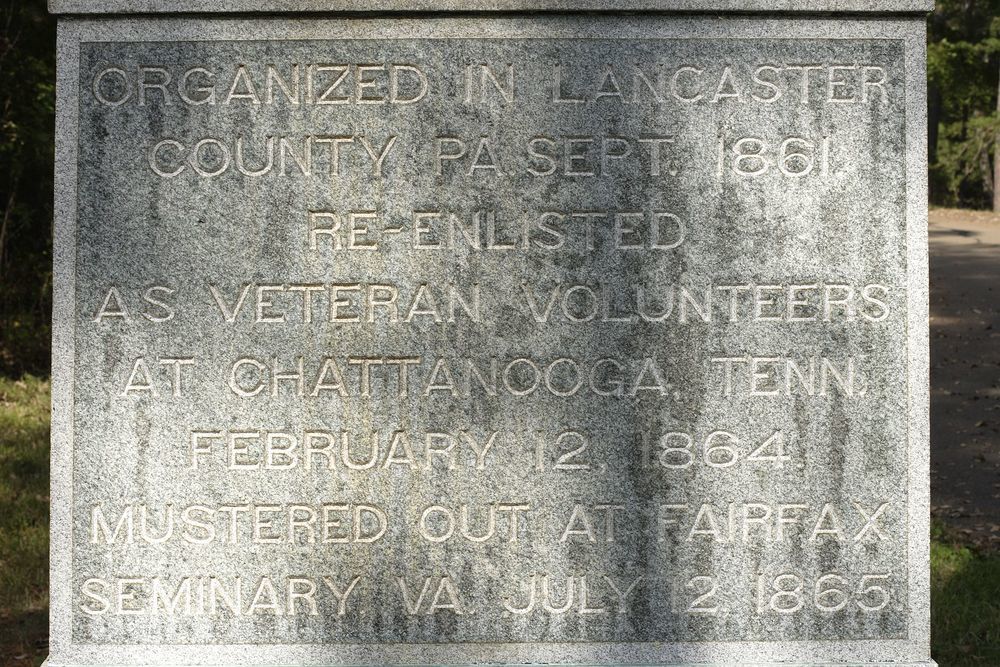 ORGANIZED IN LANCASTER
COUNTY, PA. SEPT. 1861.
RE-ENLISTED
AS VETERAN VOLUNTEERS
AT CHATTANOOGA, TENN.
FEBRUARY 12, 1864.
MUSTERED OUT AT FAIRFAX
SEMINARY VA. JULY 12, 1865